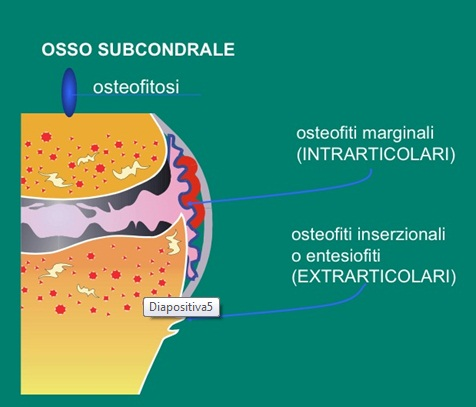 OSSO SUBCONDRALE
osteofitosi
osteofiti marginali
(INTRARTICOLARI)
osteofiti inserzionali
o entesiofiti
(EXTRARTICOLARI)
Diapositiva5